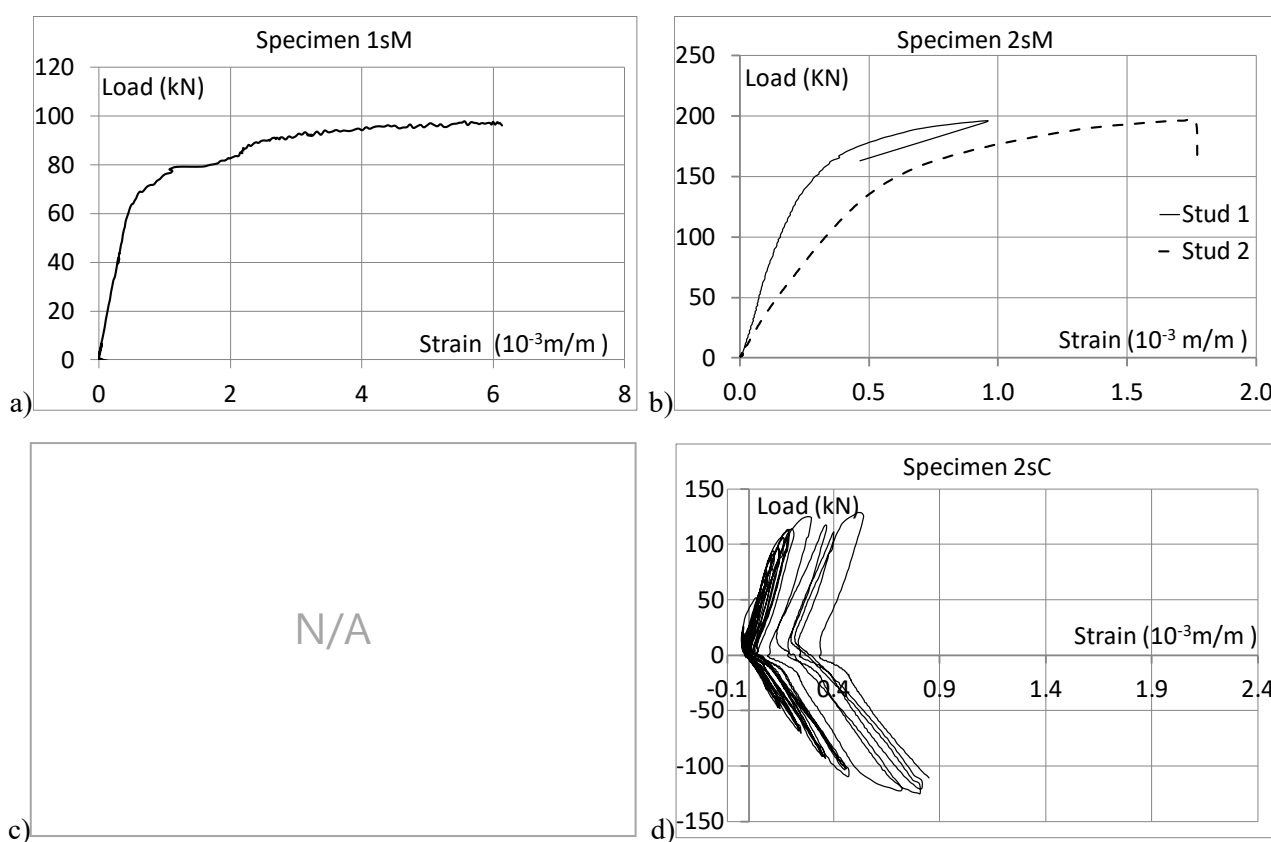 Specimen 1sM
Load (kN)
120
100
80
60
40
20
0
Strain (10-3m/m )
0 2 4 6 8
a)
Specimen 2sM
Load (KN)
250
200
150
100
50
0
Stud 1
Stud 2
Strain (10-3 m/m )
0.0 0.5 1.0 1.5 2.0
b)
N/A
c)
Specimen 2sC
Load (kN)
150
100
50
0
-50
-100
-150
Strain (10-3m/m )
-0.1 0.4 0.9 1.4 1.9 2.4
d)